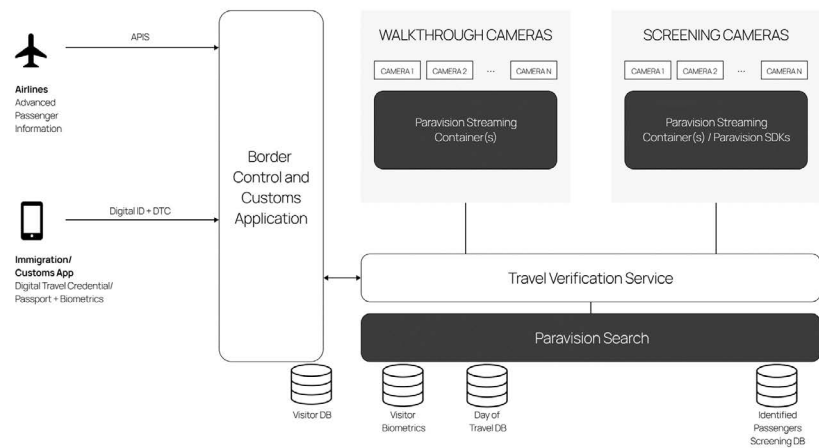 APIS
Airlines
Advanced
Passenger
Information
Digital ID + DTC
Immigration/
Customs App
Digital Travel Credential/
Passport + Biometrics
Border
Control and
Customs
Application
WALKTHROUGH CAMERAS
CAMERA 1 CAMERA 2 ... CAMERA N
Paravision Streaming
Container(s)
SCREENING CAMERAS
CAMERA 1 CAMERA 2 ... CAMERA N
Paravision Streaming
Container(s) / Paravision SDKs
Travel Verification Service
Paravision Search
Visitor DB
Visitor
Biometrics
Day of
Travel DB
Identified
Passengers
Screening DB